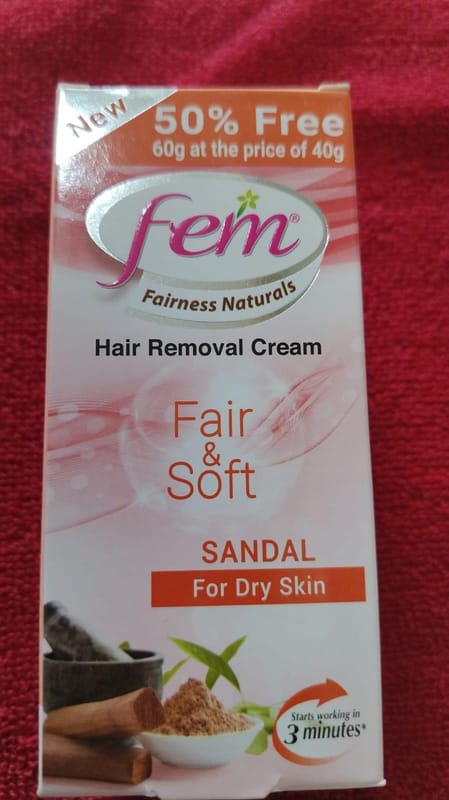 New
50% Free
60g at the price of 40g
fem®
Fairness Naturals
Hair Removal Cream
Fair
&
Soft
SANDAL
For Dry Skin
Starts working in
3 minutes*